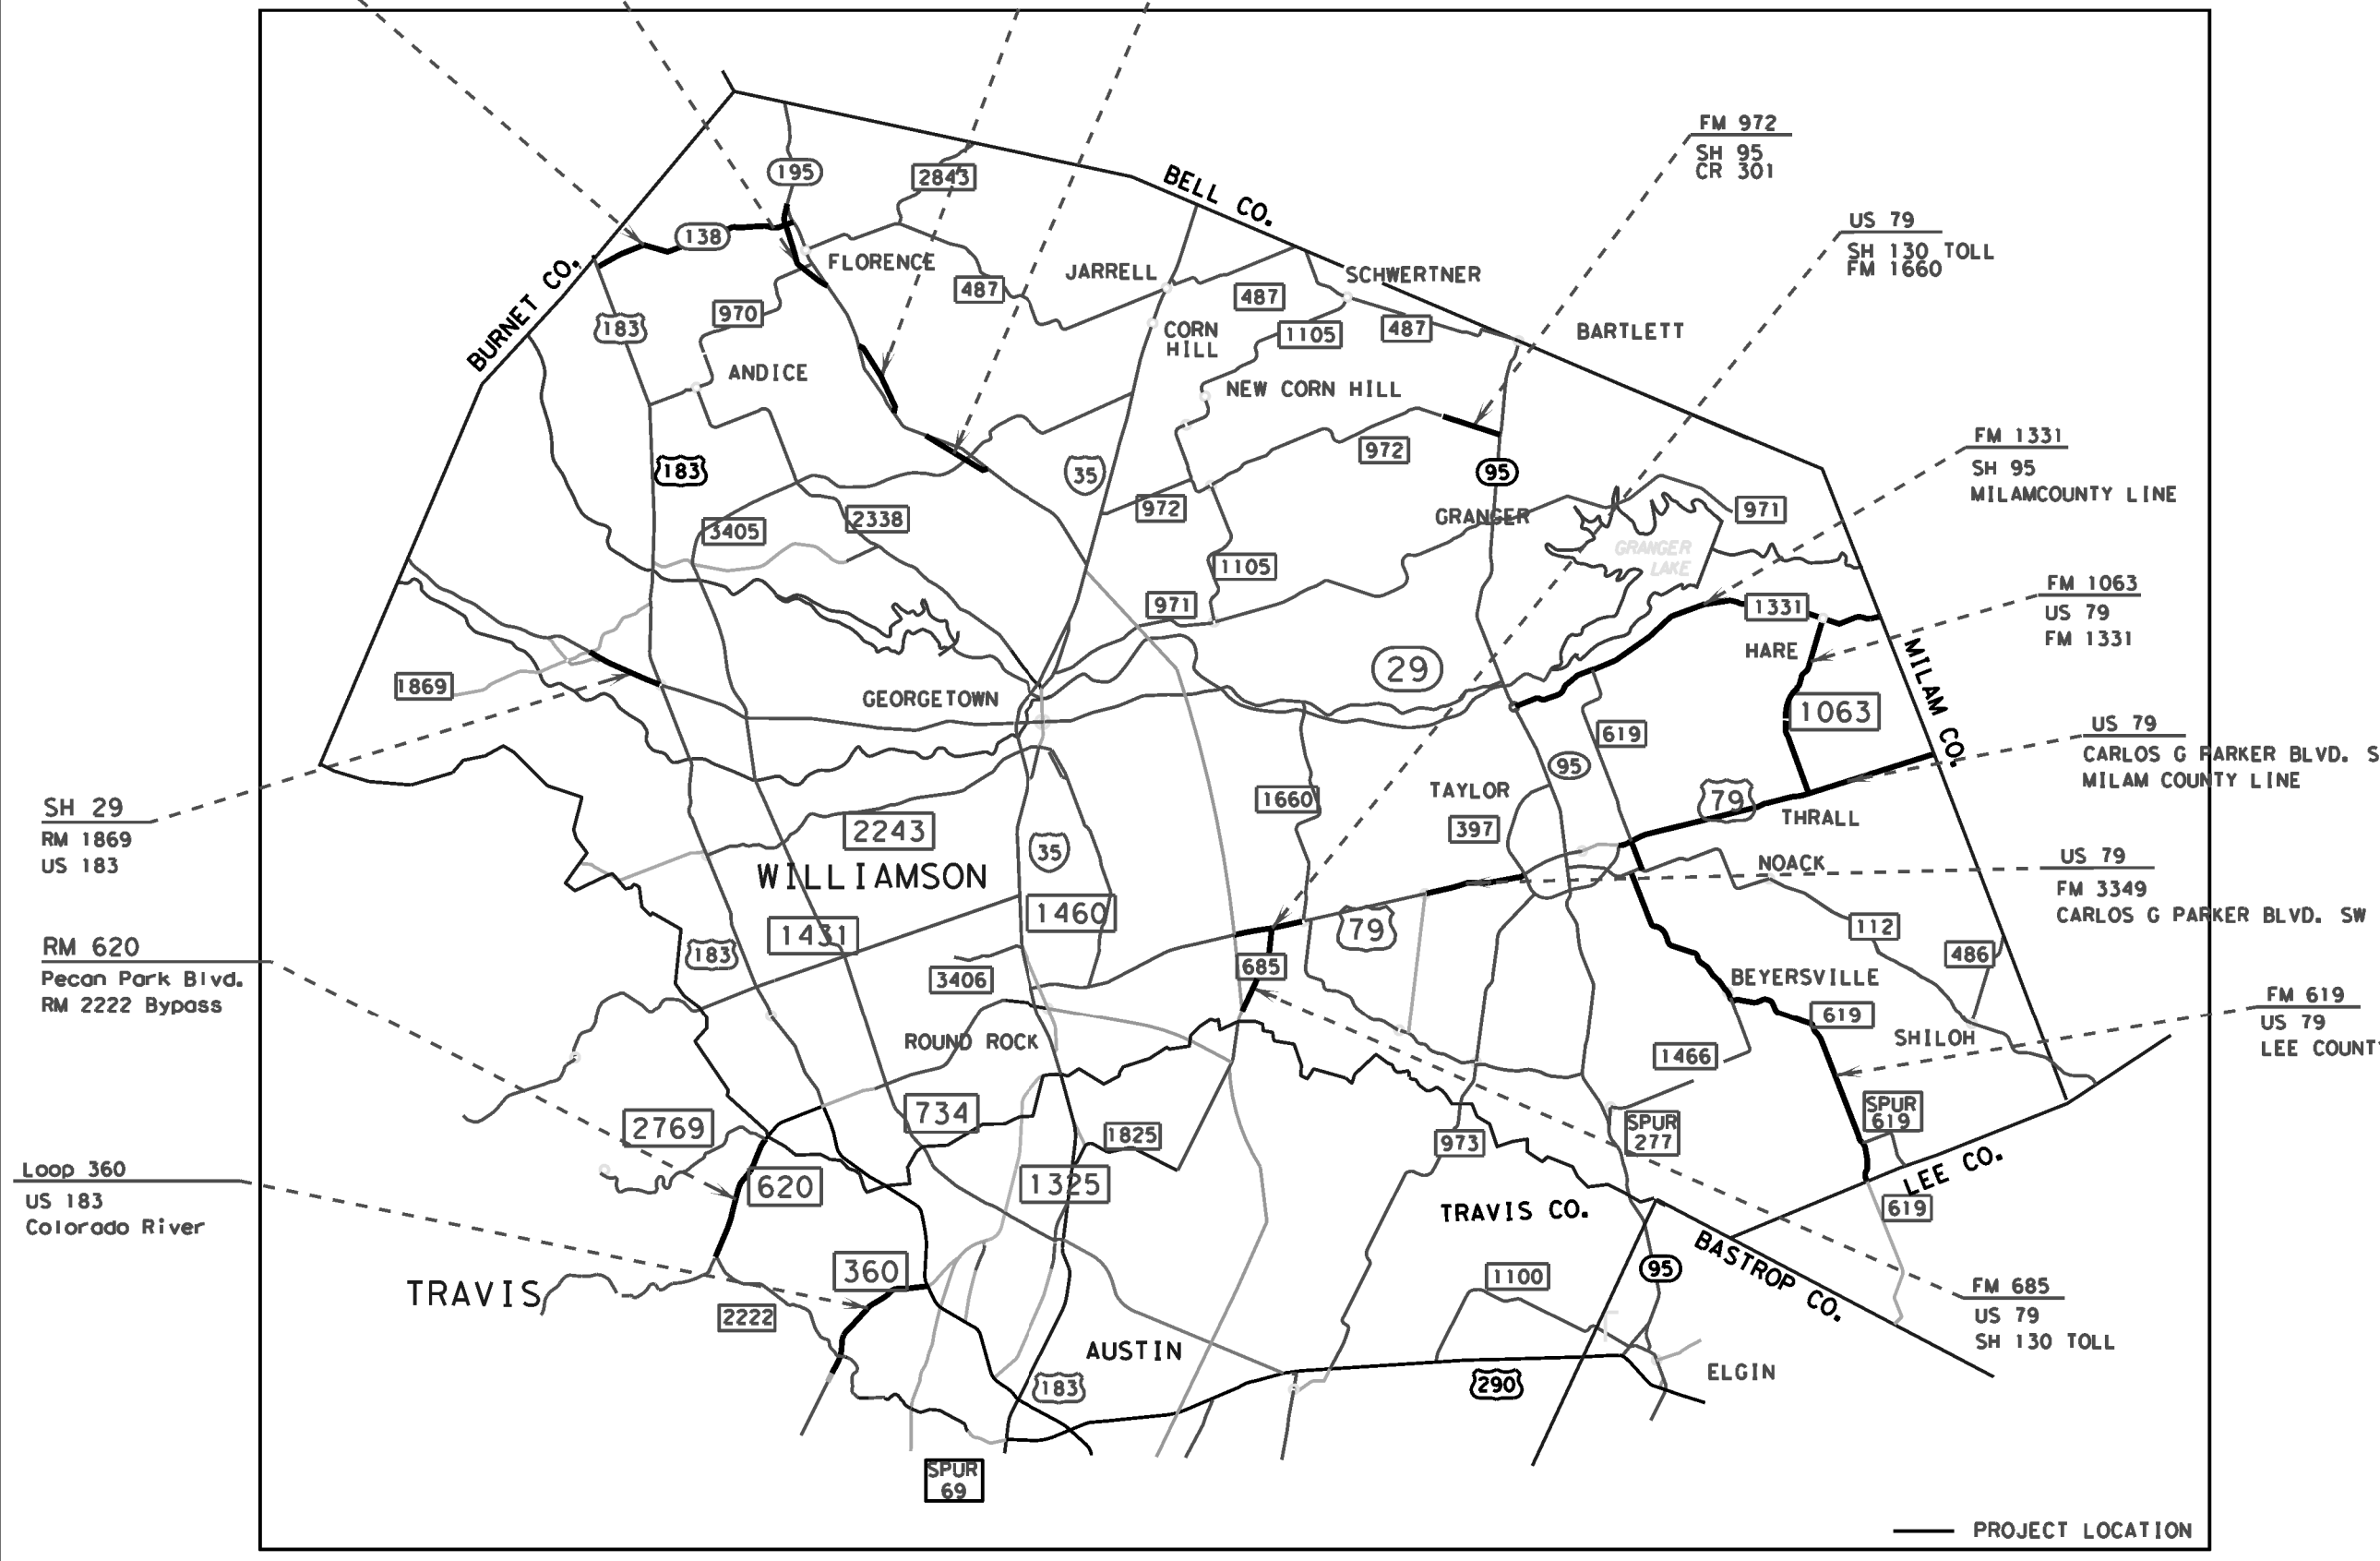 FM 972
SH 95
CR 301
195
2843
BELL CO.
US 79
SH 130 TOLL
FM 1660
138
FLORENCE
JARRELL
SCHWERTNER
BURNET CO.
487
487
970
183
CORN
HILL
1105
487
BARTLETT
ANDICE
NEW CORN HILL
FM 1331
SH 95
MILAMCOUNTY LINE
183
35
972
95
972
GRANGER
971
3405
2338
GRANGER
LAKE
1105
FM 1063
US 79
FM 1331
971
1331
HARE
29
MILAM CO.
1869
GEORGETOWN
1063
619
US 79
CARLOS G PARKER BLVD. S
MILAM COUNTY LINE
95
SH 29
RM 1869
US 183
1660
TAYLOR
79
THRALL
397
2243
35
WILLIAMSON
NOACK
US 79
FM 3349
CARLOS G PARKER BLVD. SW
1460
79
112
1431
183
486
RM 620
Pecan Park Blvd.
RM 2222 Bypass
685
3406
BEYERSVILLE
FM 619
US 79
LEE COUNT
619
SHILOH
ROUND ROCK
1466
734
SPUR
619
2769
1825
973
SPUR
277
Loop 360
US 183
Colorado River
620
1325
LEE CO.
619
TRAVIS CO.
BASTROP CO.
360
95
1100
TRAVIS
2222
FM 685
US 79
SH 130 TOLL
AUSTIN
183
290
ELGIN
SPUR
69
PROJECT LOCATION